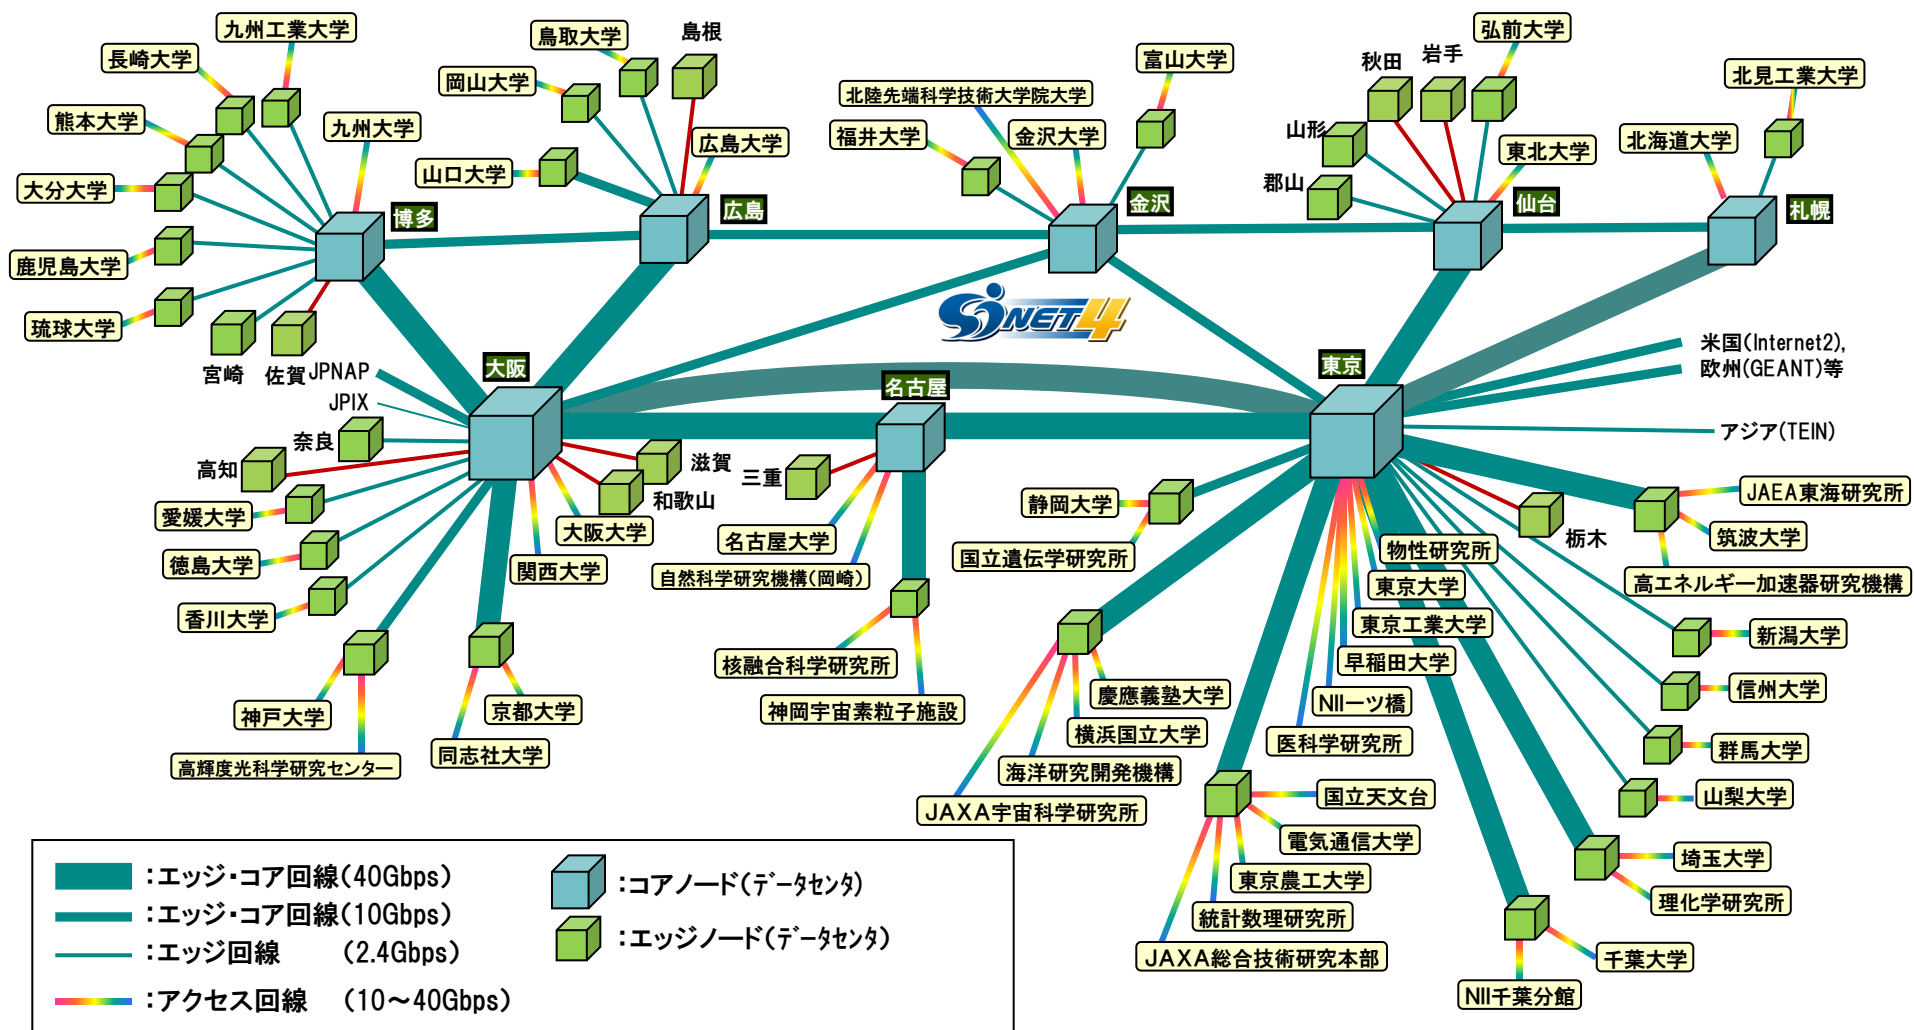 九州工業大学
長崎大学
熊本大学
九州大学
大分大学
鹿児島大学
琉球大学
宮崎
佐賀
博多
鳥取大学
島根
岡山大学
広島大学
山口大学
広島
富山大学
北陸先端科学技術大学院大学
福井大学
金沢大学
金沢
弘前大学
秋田
岩手
山形
東北大学
郡山
仙台
北見工業大学
北海道大学
札幌
SINET4
JPNAP
JPIX
大阪
名古屋
東京
米国(Internet2),
欧州(GEANT)等
アジア(TEIN)
奈良
高知
愛媛大学
徳島大学
香川大学
神戸大学
高輝度光科学研究センター
京都大学
同志社大学
滋賀
和歌山
大阪大学
関西大学
三重
名古屋大学
自然科学研究機構(岡崎)
核融合科学研究所
神岡宇宙素粒子施設
静岡大学
国立遺伝学研究所
慶應義塾大学
横浜国立大学
海洋研究開発機構
JAXA宇宙科学研究所
物性研究所
東京大学
東京工業大学
早稲田大学
NII一ツ橋
医科学研究所
国立天文台
電気通信大学
東京農工大学
統計数理研究所
JAXA総合技術研究本部
栃木
JAEA東海研究所
筑波大学
高エネルギー加速器研究機構
新潟大学
信州大学
群馬大学
山梨大学
埼玉大学
理化学研究所
千葉大学
NII千葉分館
:エッジ・コア回線(40Gbps)
:エッジ・コア回線(10Gbps)
:エッジ回線 (2.4Gbps)
:アクセス回線 (10～40Gbps)
:コアノード(データセンタ)
:エッジノード(データセンタ)